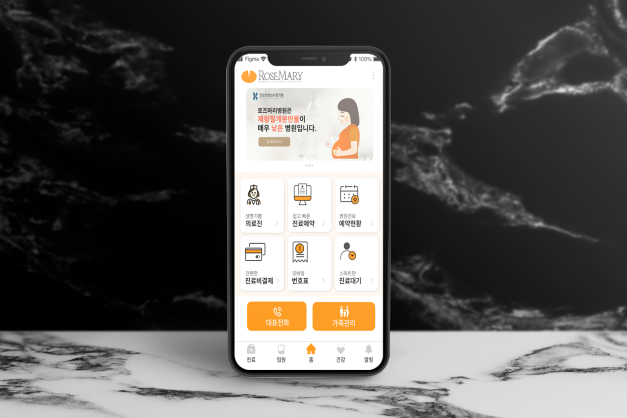 Figma
100%
ROSEMARY
로즈마리병원은
제왕절개분만율이
매우 낮은 병원입니다.
생명기쁨
의료진
쉽고 빠른
진료예약
병원진료
예약현황
간편한
진료비결제
모바일
번호표
스마트한
진료대기
대표전화
가족관리
진료
입원
홈
건강
알림